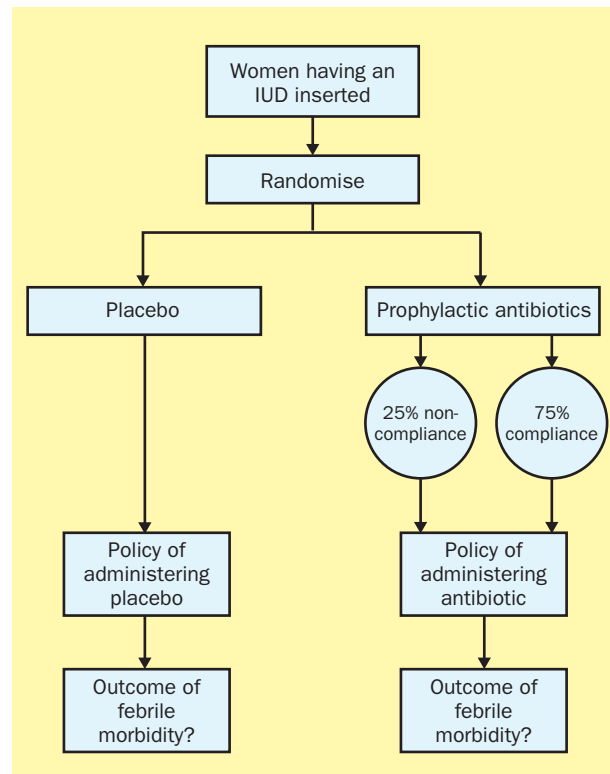 Women having an
IUD inserted
Randomise
Placebo
Prophylactic antibiotics
25% non-
compliance
75%
compliance
Policy of
administering
placebo
Policy of
administering
antibiotic
Outcome of
febrile
morbidity?
Outcome of
febrile
morbidity?